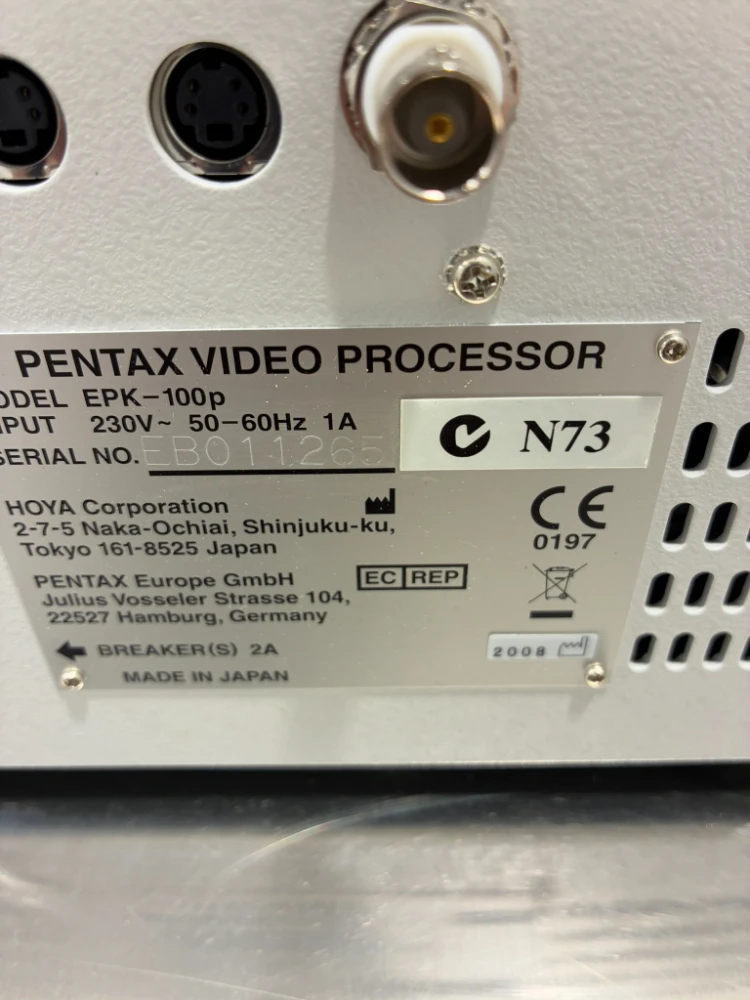 PENTAX VIDEO PROCESSOR
ODEL EPK-100p
PUT 230V~ 50-60Hz 1A
SERIAL NO. EB011265
N73
HOYA Corporation
2-7-5 Naka-Ochiai, Shinjuku-ku,
Tokyo 161-8525 Japan
CE
0197
PENTAX Europe GmbH
EC REP
Julius Vosseler Strasse 104,
22527 Hamburg, Germany
BREAKER(S) 2A
2008
MADE IN JAPAN